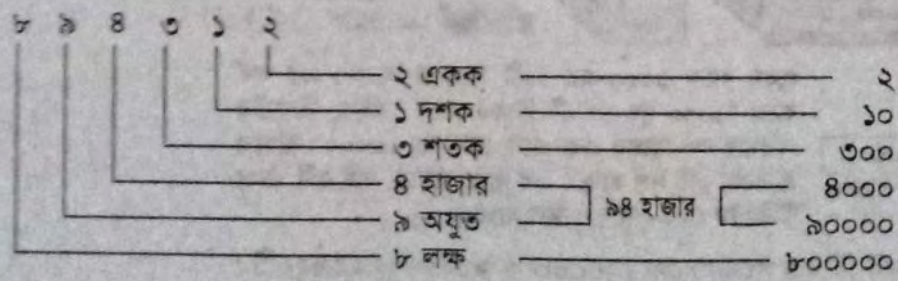 ৮ ৯ ৪ ৩ ১ ২
২ একক ২
১ দশক ১০
৩ শতক ৩০০
৪ হাজার ৪০০০
৯৪ হাজার
৯ অযুত ৯০০০০
৮ লক্ষ ৮০০০০০